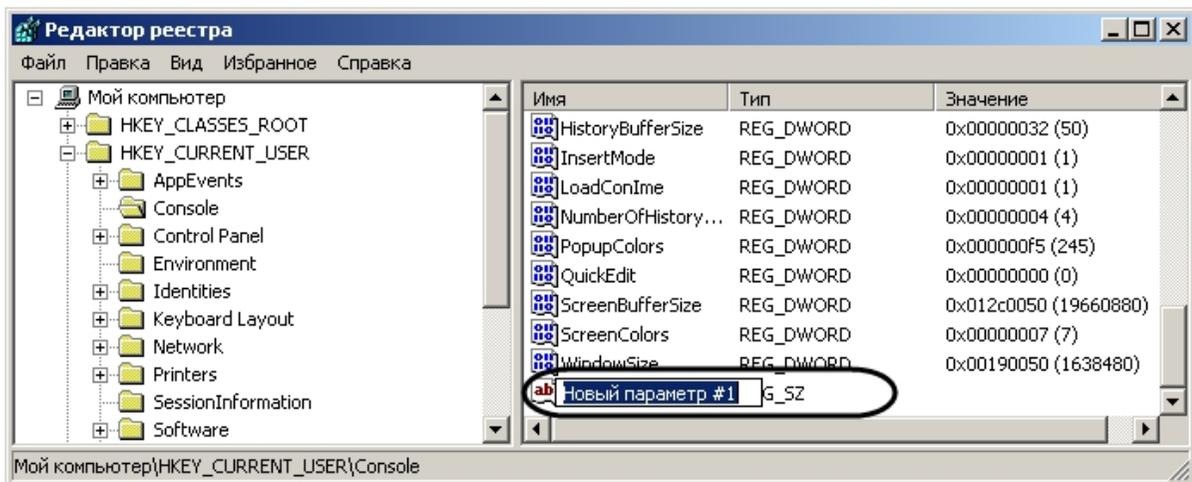 Редактор реестра
Файл Правка Вид Избранное Справка
Мой компьютер
HKEY_CLASSES_ROOT
HKEY_CURRENT_USER
AppEvents
Console
Control Panel
Environment
Identities
Keyboard Layout
Network
Printers
SessionInformation
Software
Имя Тип Значение
HistoryBufferSize REG_DWORD 0x00000032 (50)
InsertMode REG_DWORD 0x00000001 (1)
LoadConIme REG_DWORD 0x00000001 (1)
NumberOfHistory... REG_DWORD 0x00000004 (4)
PopupColors REG_DWORD 0x000000f5 (245)
QuickEdit REG_DWORD 0x00000000 (0)
ScreenBufferSize REG_DWORD 0x012c0050 (19660880)
ScreenColors REG_DWORD 0x00000007 (7)
WindowSize REG_DWORD 0x00190050 (1638480)
Новый параметр #1 G_SZ
Мой компьютер\HKEY_CURRENT_USER\Console